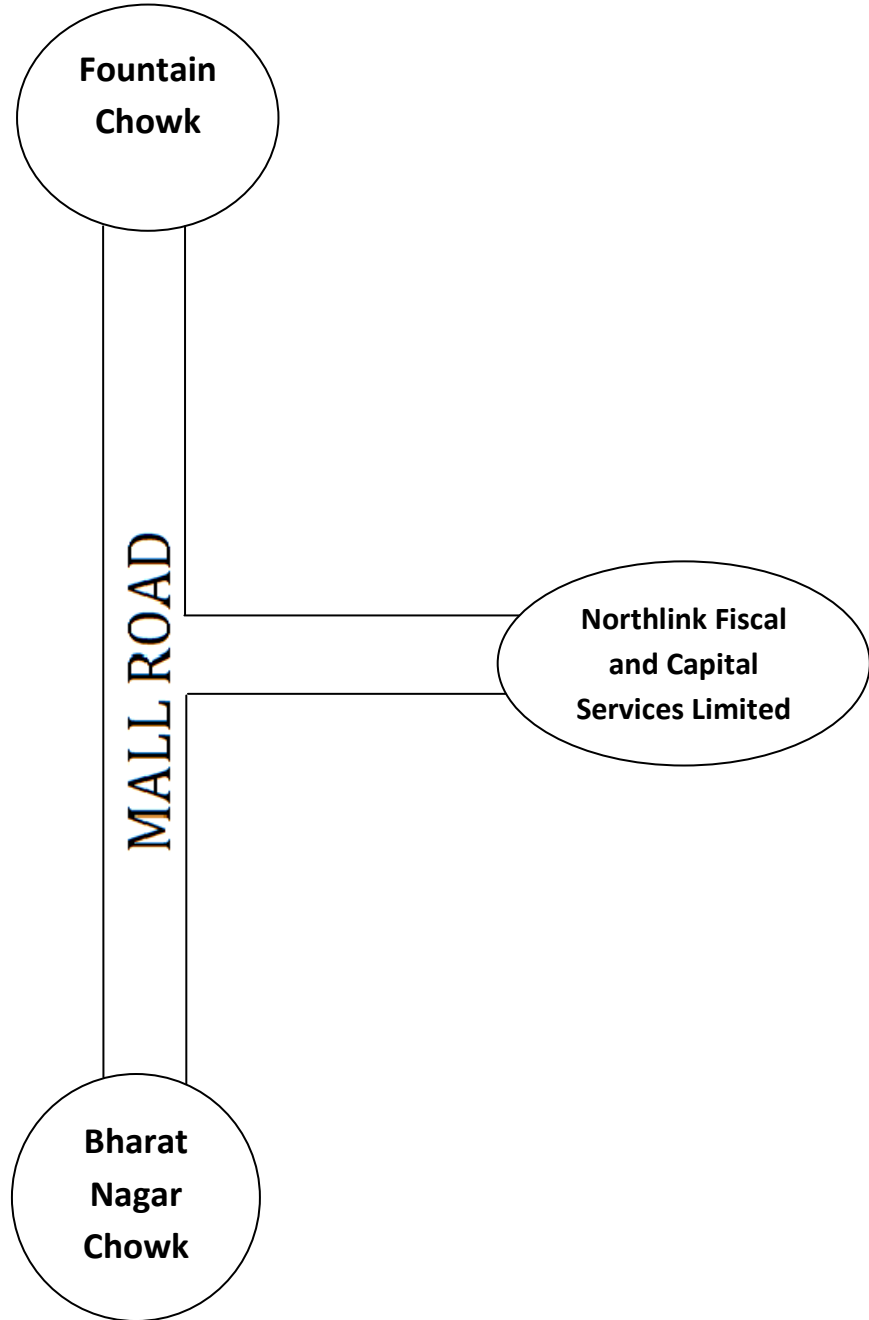 Fountain
Chowk
MALL ROAD
Northlink Fiscal
and Capital
Services Limited
Bharat
Nagar
Chowk